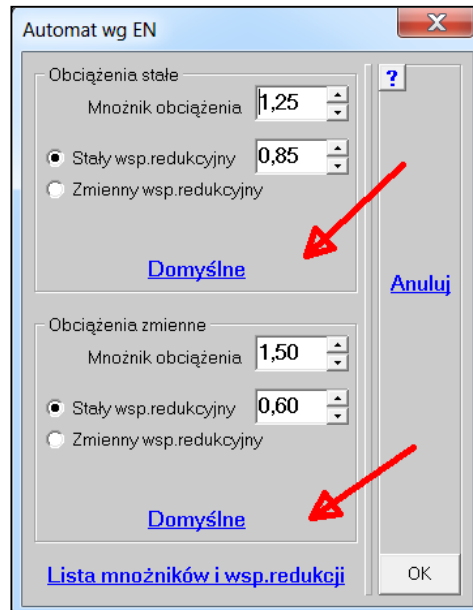 Automat wg EN
X
Obciążenia stałe
?
Mnożnik obciążenia 1,25
Stały wsp.redukcyjny 0,85
Zmienny wsp.redukcyjny
Domyślne
Anuluj
Obciążenia zmienne
Mnożnik obciążenia 1,50
Stały wsp.redukcyjny 0,60
Zmienny wsp.redukcyjny
Domyślne
Lista mnożników i wsp.redukcji
OK